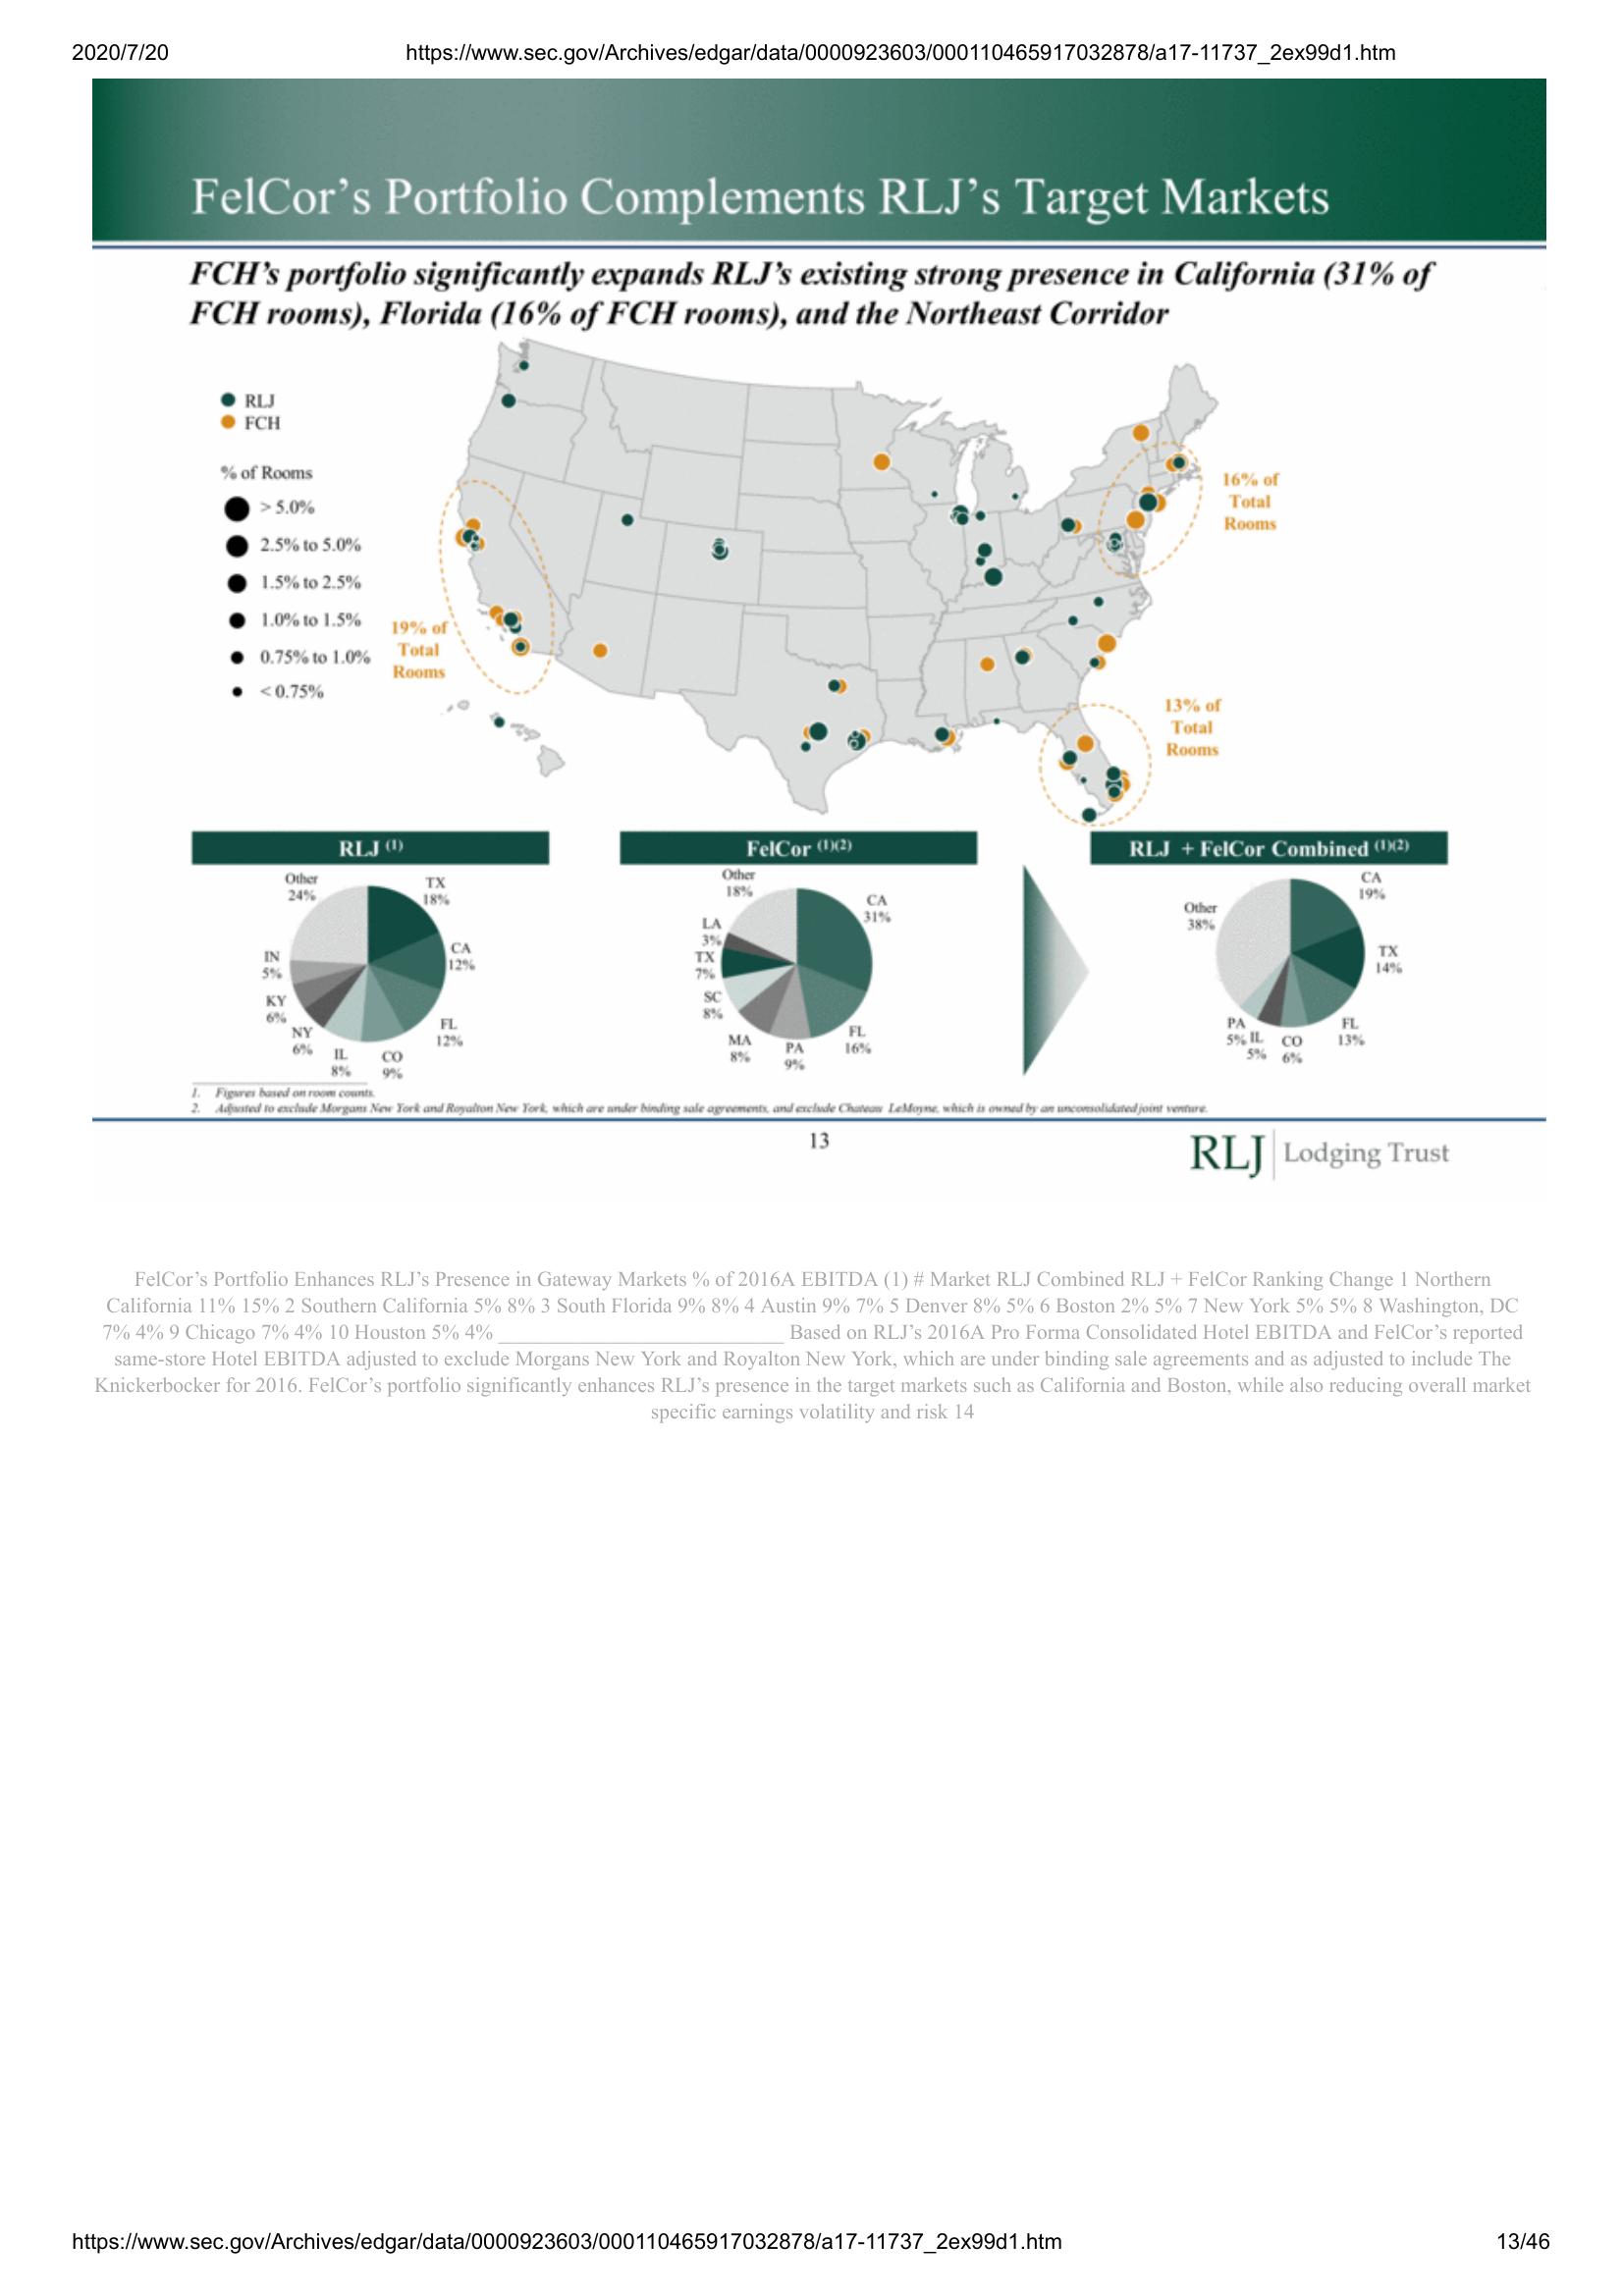 2020/7/20
https://www.sec.gov/Archives/edgar/data/0000923603/000110465917032878/a17-11737_2ex99d1.htm
FelCor’s Portfolio Complements RLJ’s Target Markets
FCH’s portfolio significantly expands RLJ’s existing strong presence in California (31% of
FCH rooms), Florida (16% of FCH rooms), and the Northeast Corridor
RLJ
FCH
% of Rooms
> 5.0%
2.5% to 5.0%
1.5% to 2.5%
1.0% to 1.5%
0.75% to 1.0%
< 0.75%
19% of
Total
Rooms
16% of
Total
Rooms
13% of
Total
Rooms
RLJ (1)
Other
24%
TX
18%
CA
12%
FL
12%
CO
9%
IL
8%
NY
6%
KY
6%
IN
5%
FelCor (1)(2)
Other
18%
CA
31%
FL
16%
PA
9%
MA
8%
SC
8%
TX
7%
LA
3%
RLJ + FelCor Combined (1)(2)
CA
19%
TX
14%
FL
13%
CO
6%
IL
5%
PA
5%
Other
38%
1. Figures based on room counts.
2. Adjusted to exclude Morgans New York and Royalton New York, which are under binding sale agreements, and exclude Chateau LeMoyne, which is owned by an unconsolidated joint venture.
13
RLJ Lodging Trust
FelCor’s Portfolio Enhances RLJ’s Presence in Gateway Markets % of 2016A EBITDA (1) # Market RLJ Combined RLJ + FelCor Ranking Change 1 Northern
California 11% 15% 2 Southern California 5% 8% 3 South Florida 9% 8% 4 Austin 9% 7% 5 Denver 8% 5% 6 Boston 2% 5% 7 New York 5% 5% 8 Washington, DC
7% 4% 9 Chicago 7% 4% 10 Houston 5% 4% __________________________ Based on RLJ’s 2016A Pro Forma Consolidated Hotel EBITDA and FelCor’s reported
same-store Hotel EBITDA adjusted to exclude Morgans New York and Royalton New York, which are under binding sale agreements and as adjusted to include The
Knickerbocker for 2016. FelCor’s portfolio significantly enhances RLJ’s presence in the target markets such as California and Boston, while also reducing overall market
specific earnings volatility and risk 14
https://www.sec.gov/Archives/edgar/data/0000923603/000110465917032878/a17-11737_2ex99d1.htm
13/46